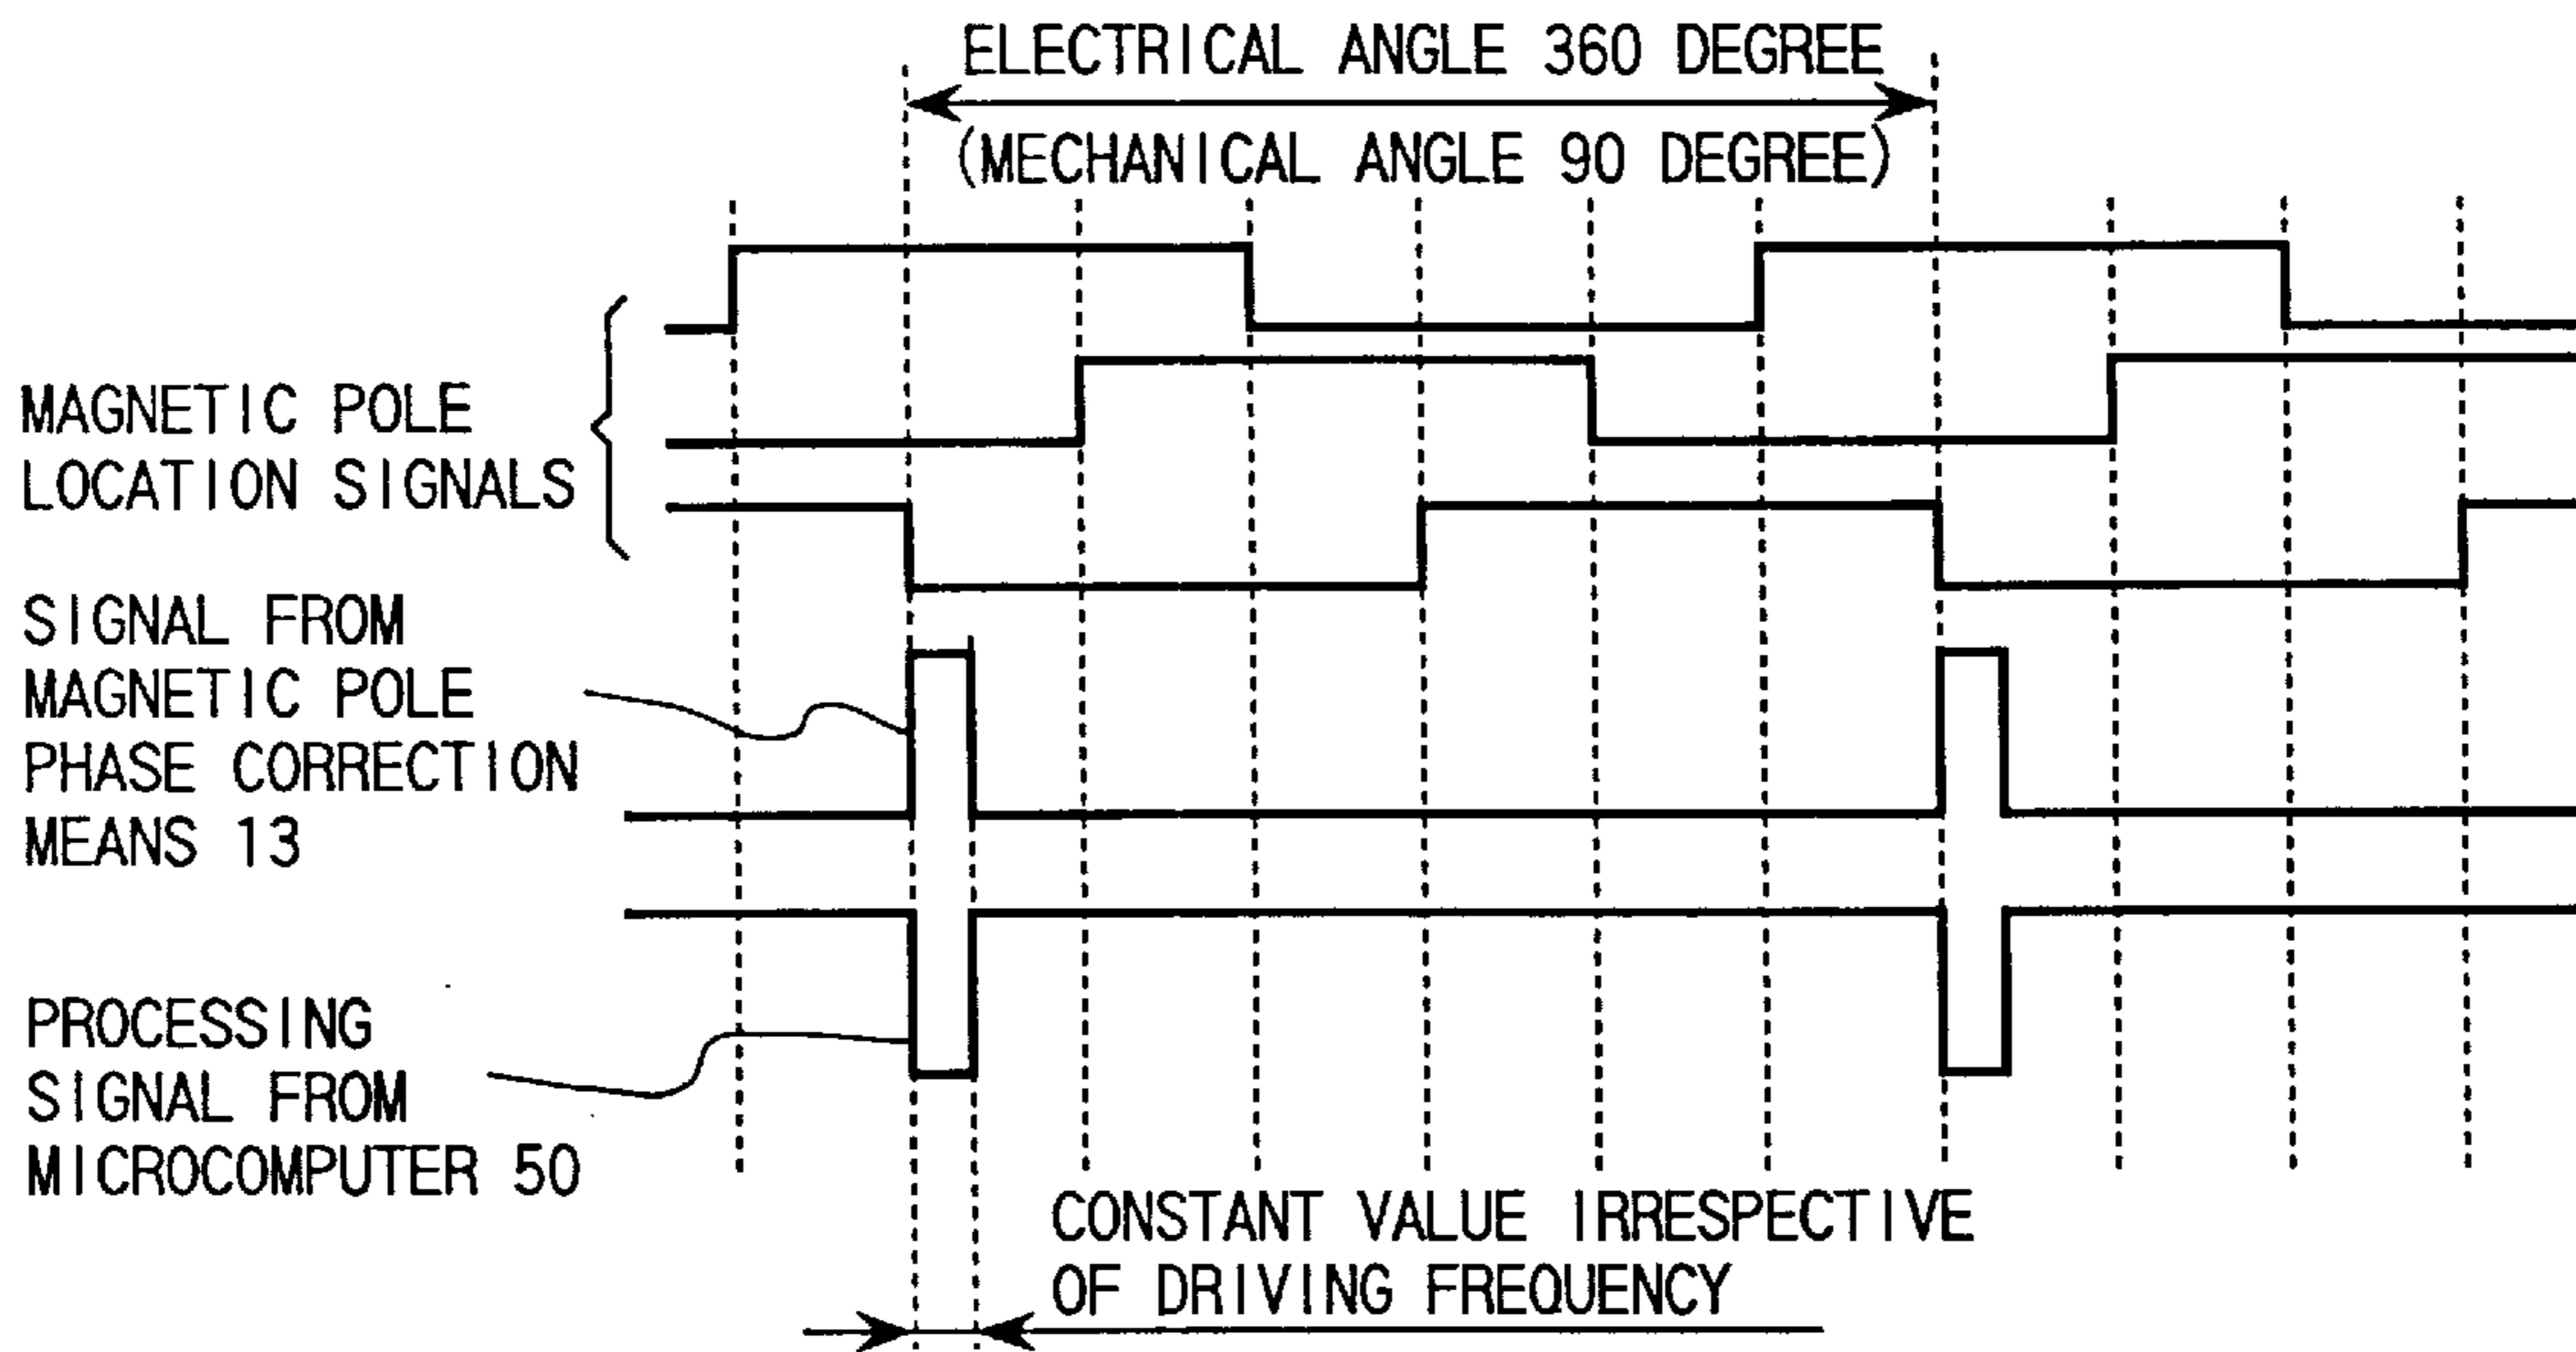 ELECTRICAL ANGLE 360 DEGREE
(MECHANICAL ANGLE 90 DEGREE)
MAGNETIC POLE
LOCATION SIGNALS
SIGNAL FROM
MAGNETIC POLE
PHASE CORRECTION
MEANS 13
PROCESSING
SIGNAL FROM
MICROCOMPUTER 50
CONSTANT VALUE IRRESPECTIVE
OF DRIVING FREQUENCY